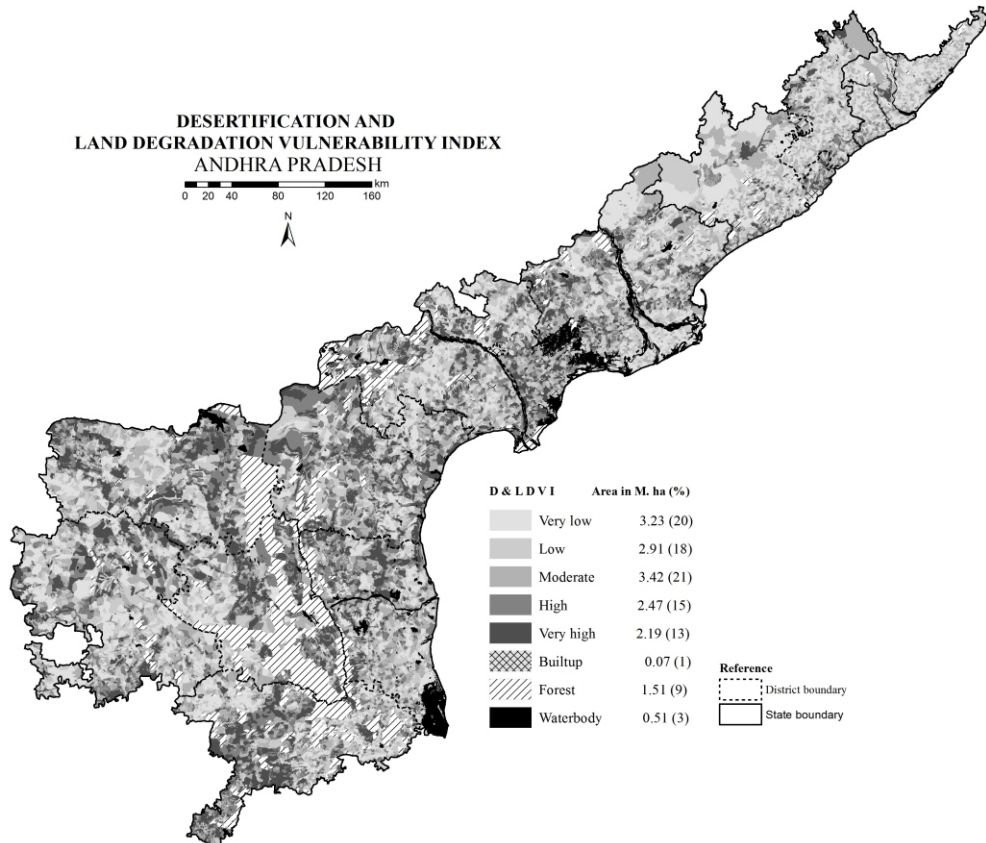 DESERTIFICATION AND
LAND DEGRADATION VULNERABILITY INDEX
ANDHRA PRADESH
0 20 40 80 120 160 km
N
D & L D V I Area in M. ha (%)
Very low 3.23 (20)
Low 2.91 (18)
Moderate 3.42 (21)
High 2.47 (15)
Very high 2.19 (13)
Builtup 0.07 (1)
Forest 1.51 (9)
Waterbody 0.51 (3)
Reference
District boundary
State boundary